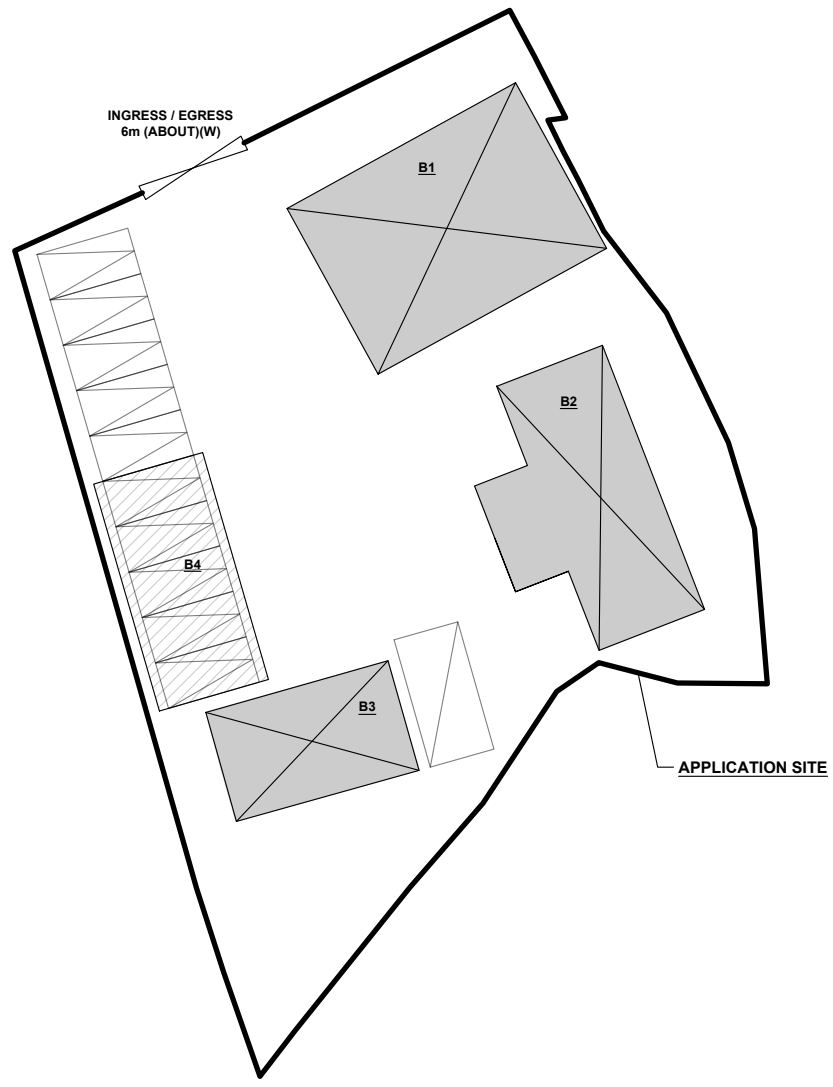 INGRESS / EGRESS
6m (ABOUT)(W)
B1
B2
B4
B3
APPLICATION SITE